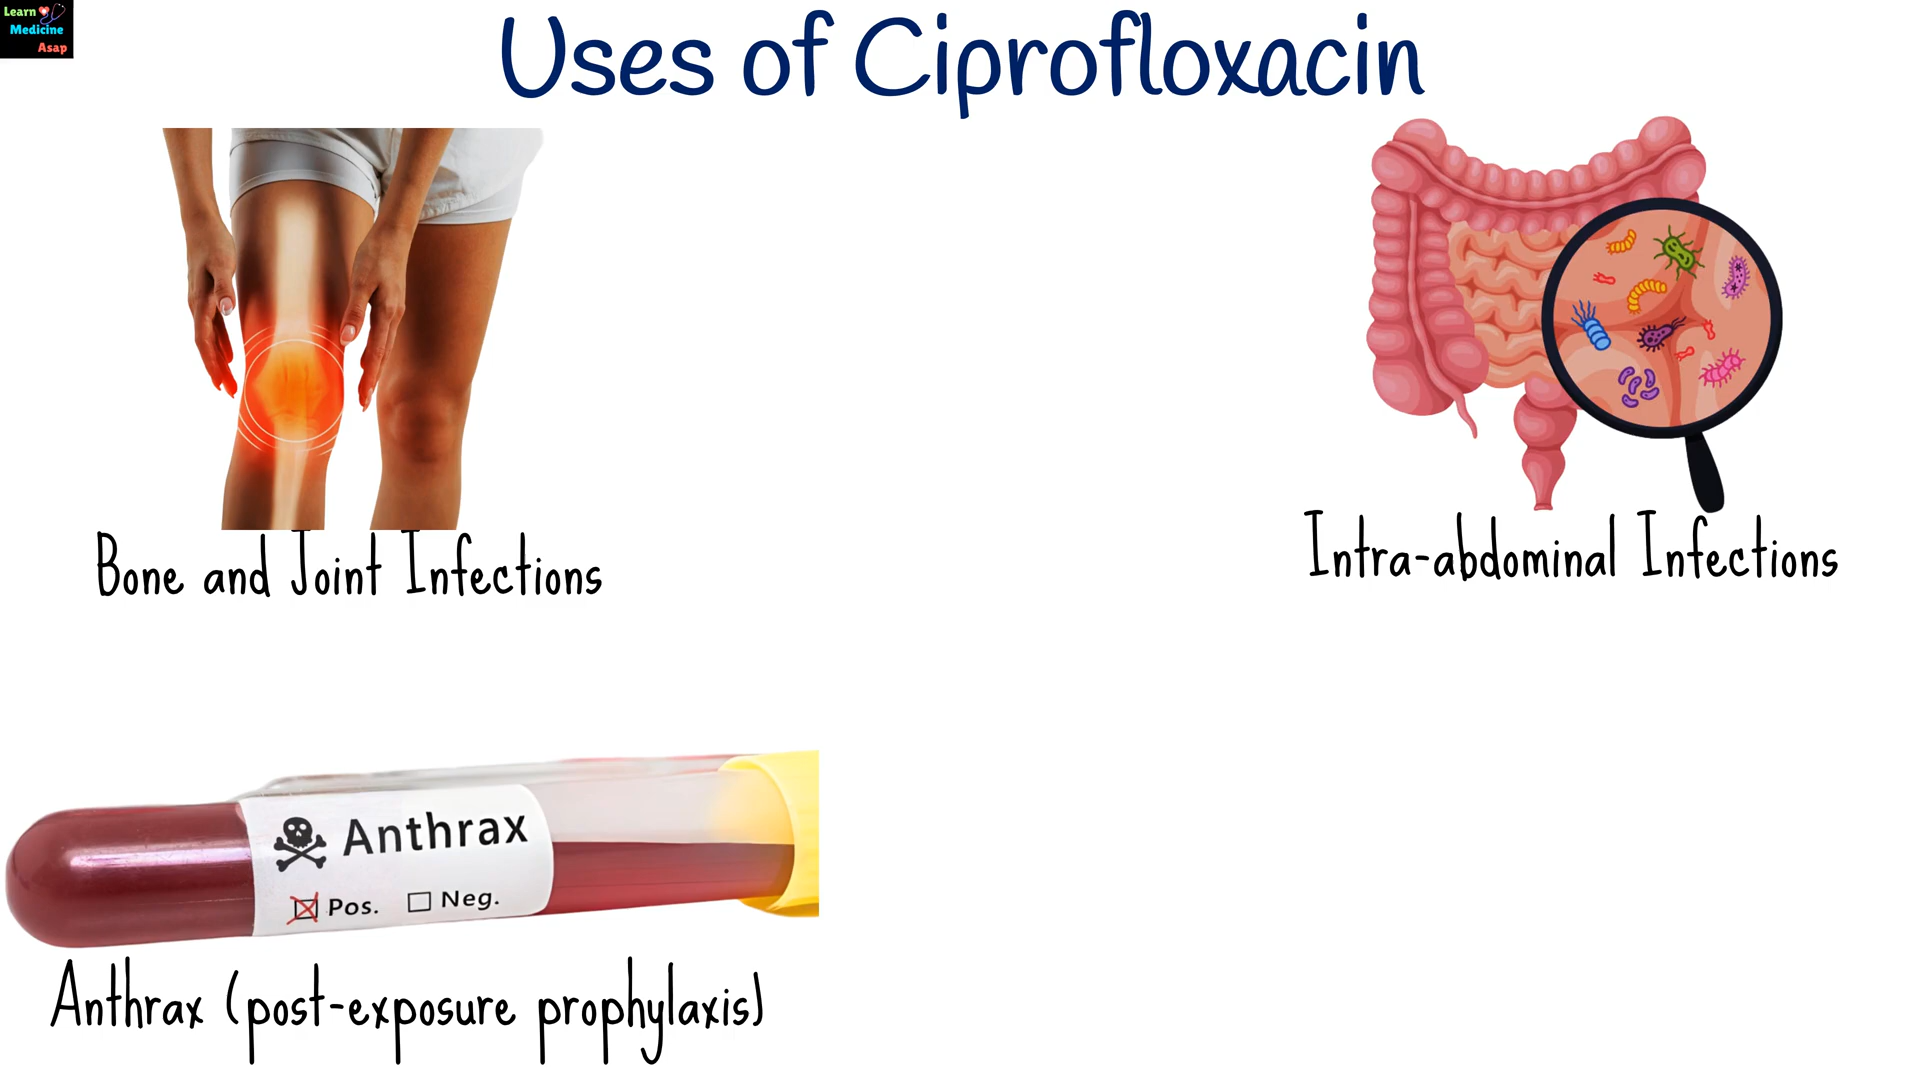 Learn
Medicine
Asap
Uses of Ciprofloxacin
Bone and Joint Infections
Intra-abdominal Infections
Anthrax
Pos. Neg.
Anthrax (post-exposure prophylaxis)